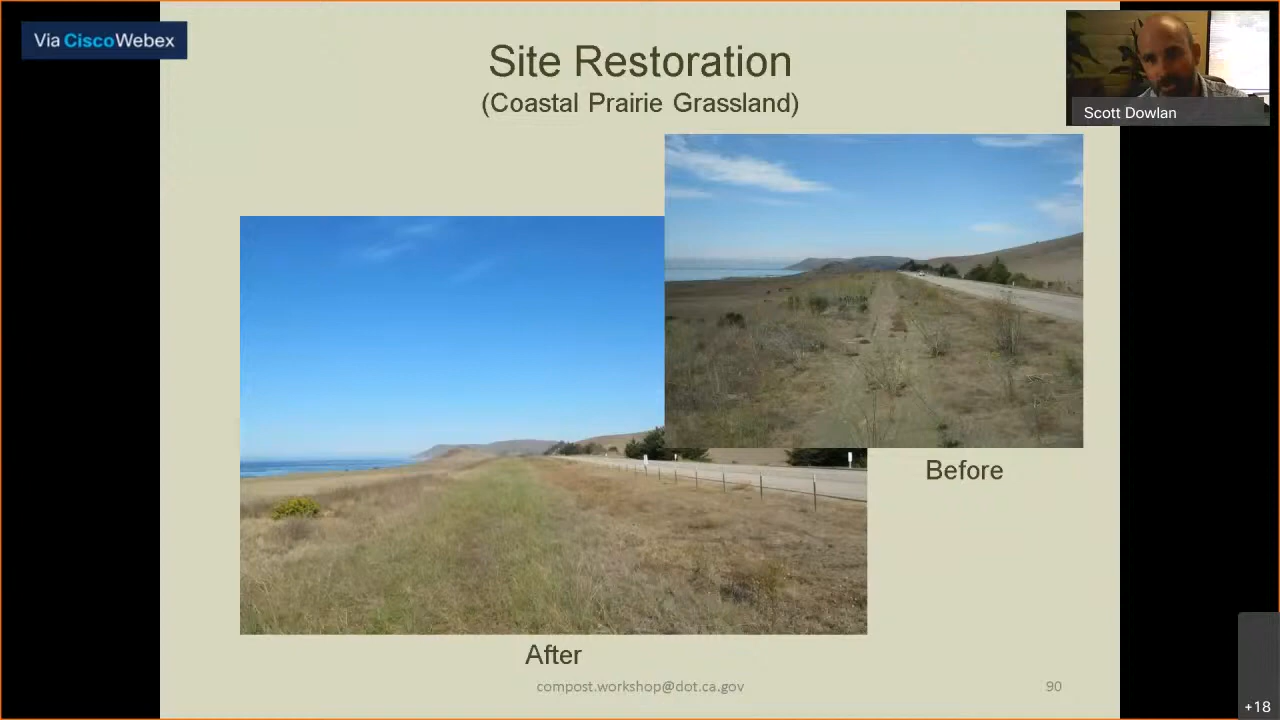 Via CiscoWebex
Site Restoration
(Coastal Prairie Grassland)
Scott Dowlan
Before
After
compost.workshop@dot.ca.gov
90
+18